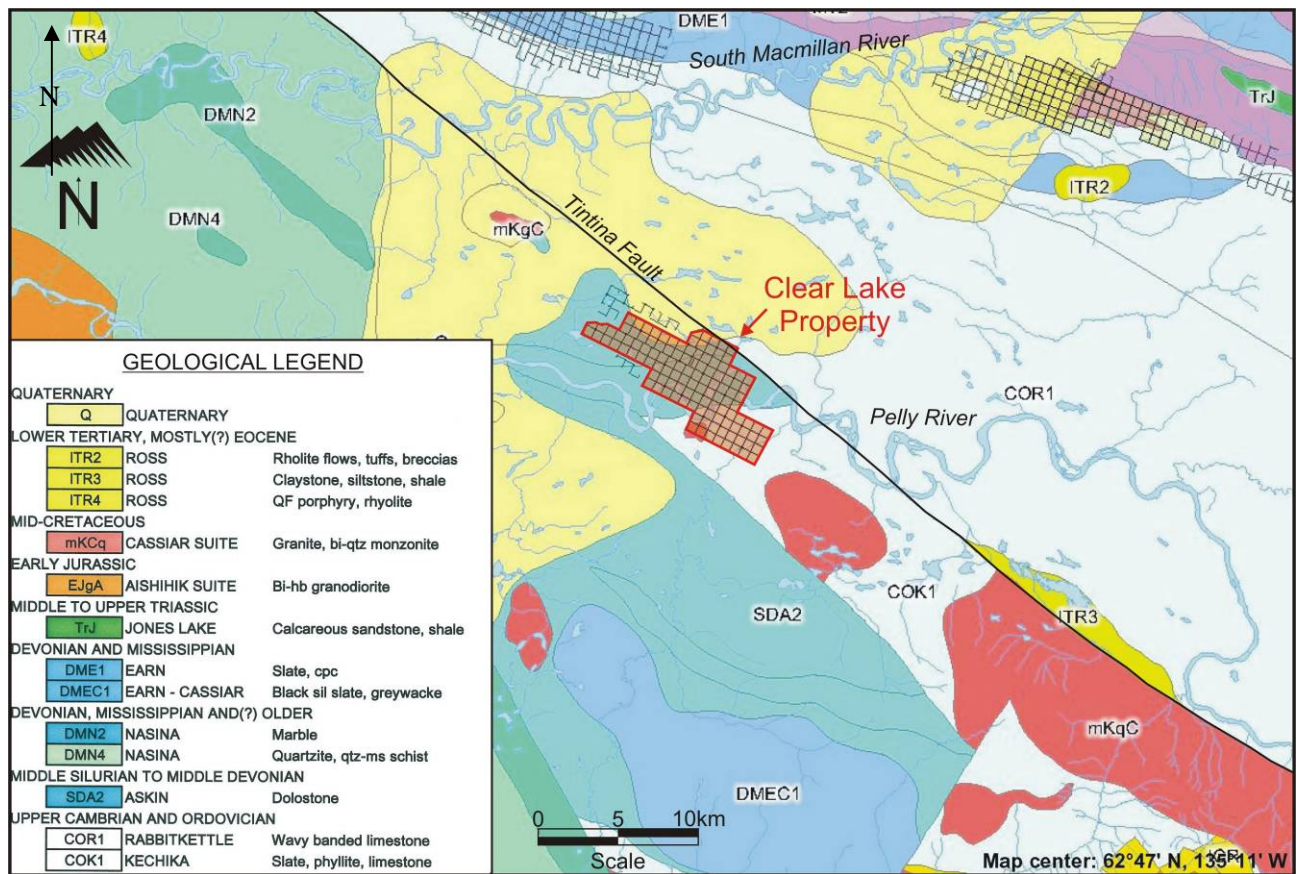 ITR4
DME1
South Macmillan River
N
DMN2
TrJ
N
DMN4
mKgC
Tintina Fault
ITR2
Clear Lake
Property
COR1
Pelly River
GEOLOGICAL LEGEND
QUATERNARY
Q QUATERNARY
LOWER TERTIARY, MOSTLY(?) EOCENE
ITR2 ROSS Rholite flows, tuffs, breccias
ITR3 ROSS Claystone, siltstone, shale
ITR4 ROSS QF porphyry, rhyolite
MID-CRETACEOUS
mKCq CASSIAR SUITE Granite, bi-qtz monzonite
EARLY JURASSIC
EJgA AISHIHIK SUITE Bi-hb granodiorite
MIDDLE TO UPPER TRIASSIC
TrJ JONES LAKE Calcareous sandstone, shale
DEVONIAN AND MISSISSIPPIAN
DME1 EARN Slate, cpc
DMEC1 EARN - CASSIAR Black sil slate, greywacke
DEVONIAN, MISSISSIPPIAN AND(?) OLDER
DMN2 NASINA Marble
DMN4 NASINA Quartzite, qtz-ms schist
MIDDLE SILURIAN TO MIDDLE DEVONIAN
SDA2 ASKIN Dolostone
UPPER CAMBRIAN AND ORDOVICIAN
COR1 RABBITKETTLE Wavy banded limestone
COK1 KECHIKA Slate, phyllite, limestone
SDA2
COK1
ITR3
mKqC
DMEC1
0 5 10km
Scale
Map center: 62°47' N, 135°11' W